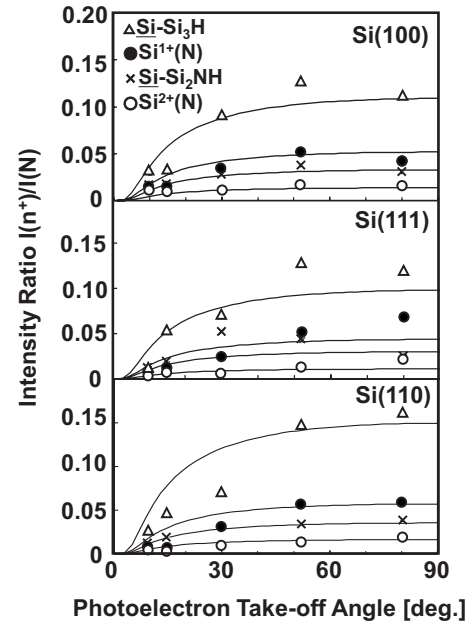 0.20
Si(100)
△Si-Si₃H
●Si¹⁺(N)
×Si-Si₂NH
○Si²⁺(N)
0.15
0.10
0.05
0
Si(111)
0.15
0.10
0.05
0
Si(110)
0.15
0.10
0.05
0
0 30 60 90
Intensity Ratio I(n⁺)/I(N)
Photoelectron Take-off Angle [deg.]